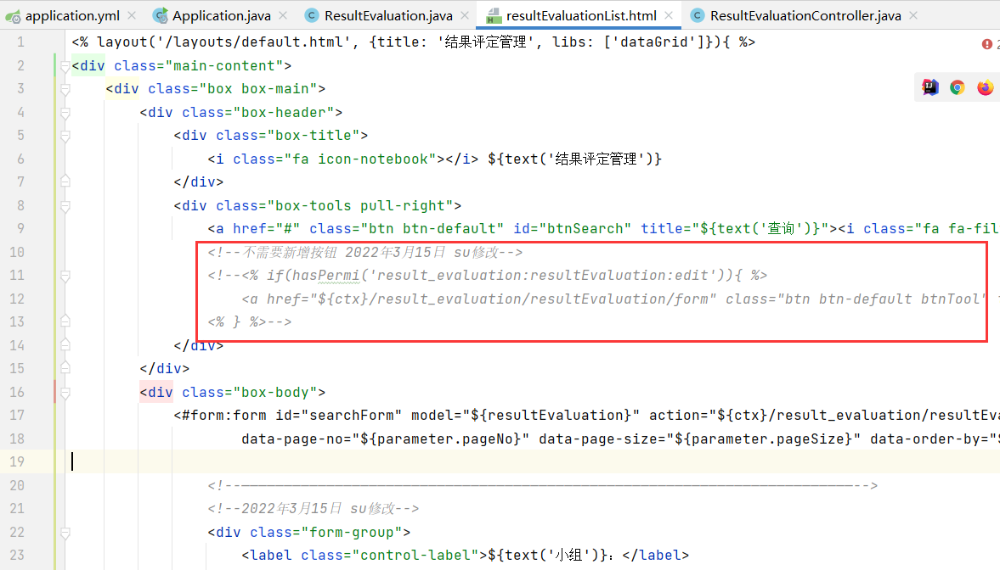 application.yml Application.java ResultEvaluation.java resultEvaluationList.html ResultEvaluationController.java
1 <% layout('/layouts/default.html', {title: '结果评定管理', libs: ['dataGrid']}){ %>
2 <div class="main-content">
3 <div class="box box-main">
4 <div class="box-header">
5 <div class="box-title">
6 <i class="fa icon-notebook"></i> ${text('结果评定管理')}
7 </div>
8 <div class="box-tools pull-right">
9 <a href="#" class="btn btn-default" id="btnSearch" title="${text('查询')}"><i class="fa fa-fil
10 <!--不需要新增按钮 2022年3月15日 su修改-->
11 <!--<% if(hasPermi('result_evaluation:resultEvaluation:edit')){ %>
12 <a href="${ctx}/result_evaluation/resultEvaluation/form" class="btn btn-default btnTool"
13 <% } %>-->
14 </div>
15 </div>
16 <div class="box-body">
17 <#form:form id="searchForm" model="${resultEvaluation}" action="${ctx}/result_evaluation/resultEva
18 data-page-no="${parameter.pageNo}" data-page-size="${parameter.pageSize}" data-order-by="$
19
20 <!--————————————————————————————————————-->
21 <!--2022年3月15日 su修改-->
22 <div class="form-group">
23 <label class="control-label">${text('小组')}：</label>